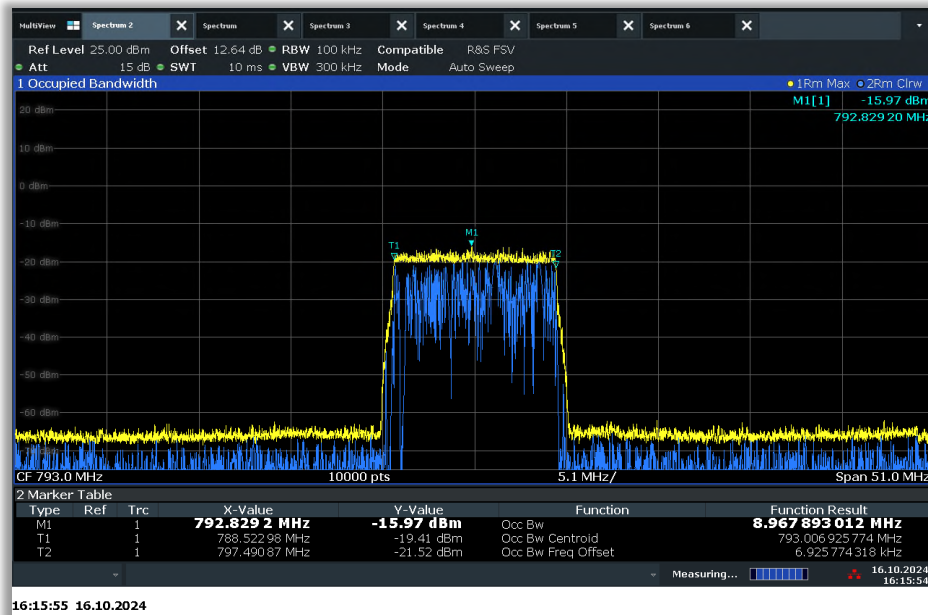 MultiView Spectrum 2 Spectrum Spectrum 3 Spectrum 4 Spectrum 5 Spectrum 6
Ref Level 25.00 dBm Offset 12.64 dB RBW 100 kHz Compatible R&S FSV
Att 15 dB SWT 10 ms VBW 300 kHz Mode Auto Sweep
1 Occupied Bandwidth 1Rm Max 2Rm Clrw
M1[1] -15.97 dBm
792.829 20 MHz
20 dBm
10 dBm
0 dBm
-10 dBm
M1
T1 T2
-20 dBm
-30 dBm
-40 dBm
-50 dBm
-60 dBm
CF 793.0 MHz 10000 pts 5.1 MHz/ Span 51.0 MHz
2 Marker Table
Type Ref Trc X-Value Y-Value Function Function Result
M1 1 792.829 2 MHz -15.97 dBm Occ Bw 8.967 893 012 MHz
T1 1 788.522 98 MHz -19.41 dBm Occ Bw Centroid 793.006 925 774 MHz
T2 1 797.490 87 MHz -21.52 dBm Occ Bw Freq Offset 6.925 774 318 kHz
Measuring... 16.10.2024
16:15:54
16:15:55 16.10.2024